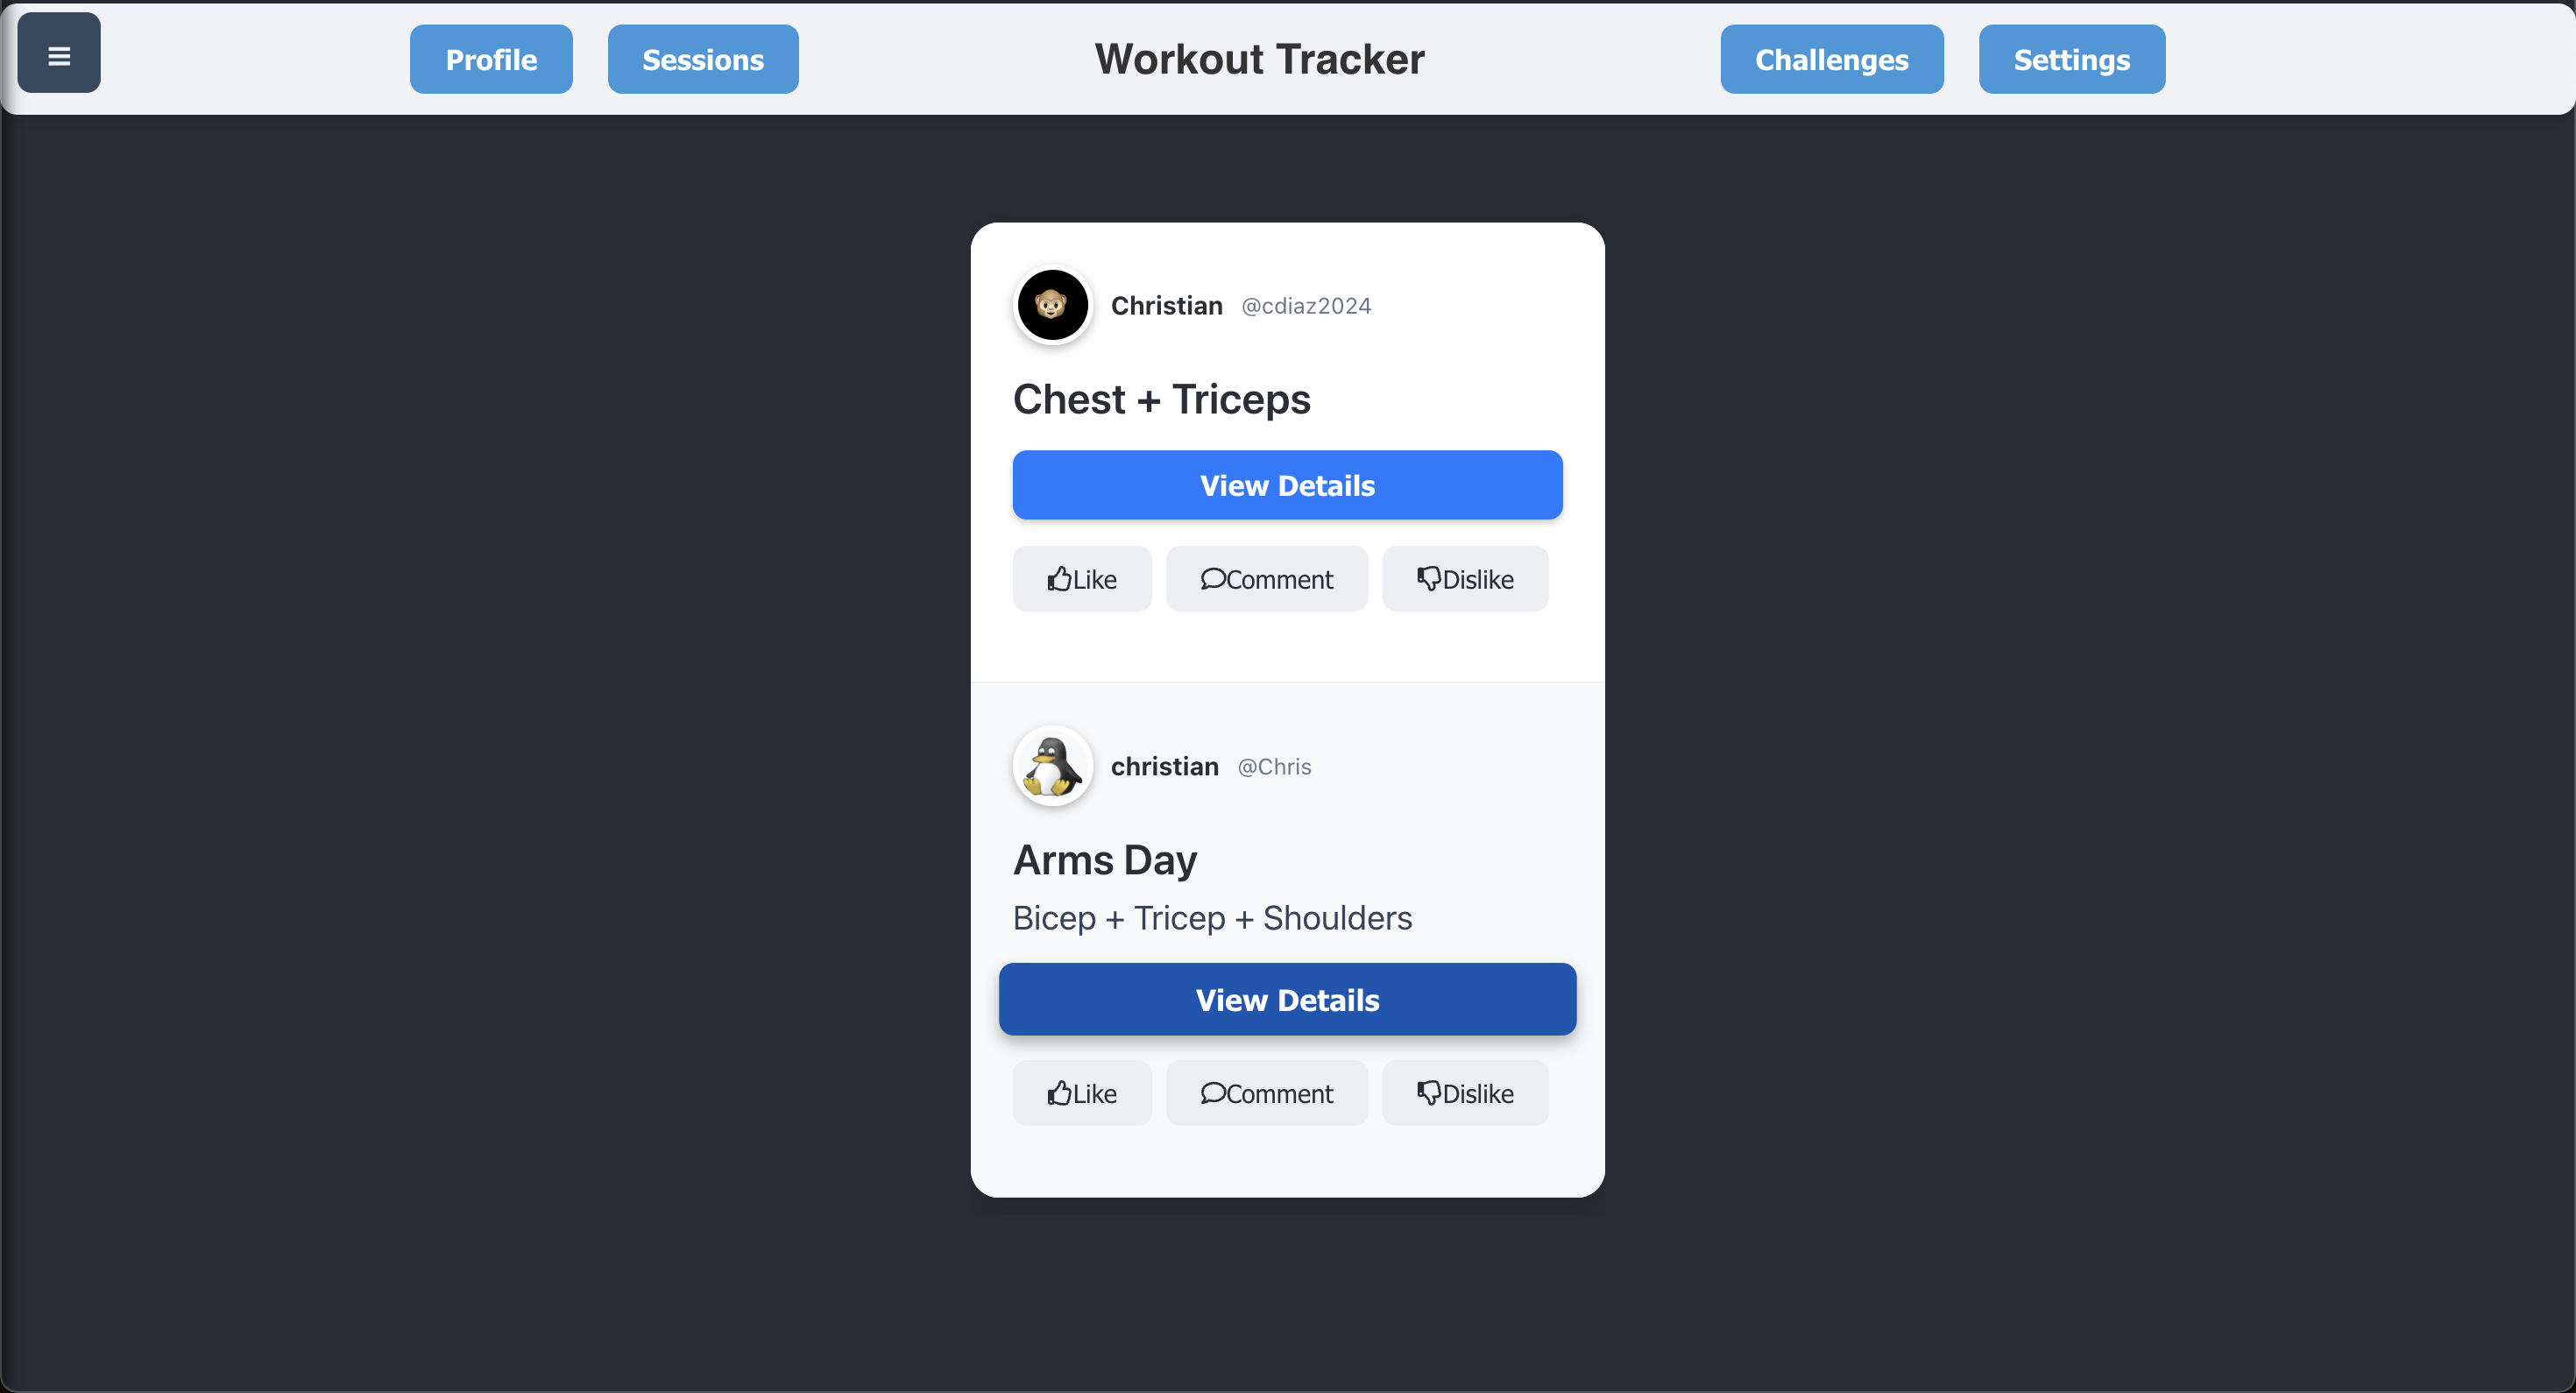 Profile Sessions Workout Tracker Challenges Settings
Christian @cdiaz2024
Chest + Triceps
View Details
Like Comment Dislike
christian @Chris
Arms Day
Bicep + Tricep + Shoulders
View Details
Like Comment Dislike